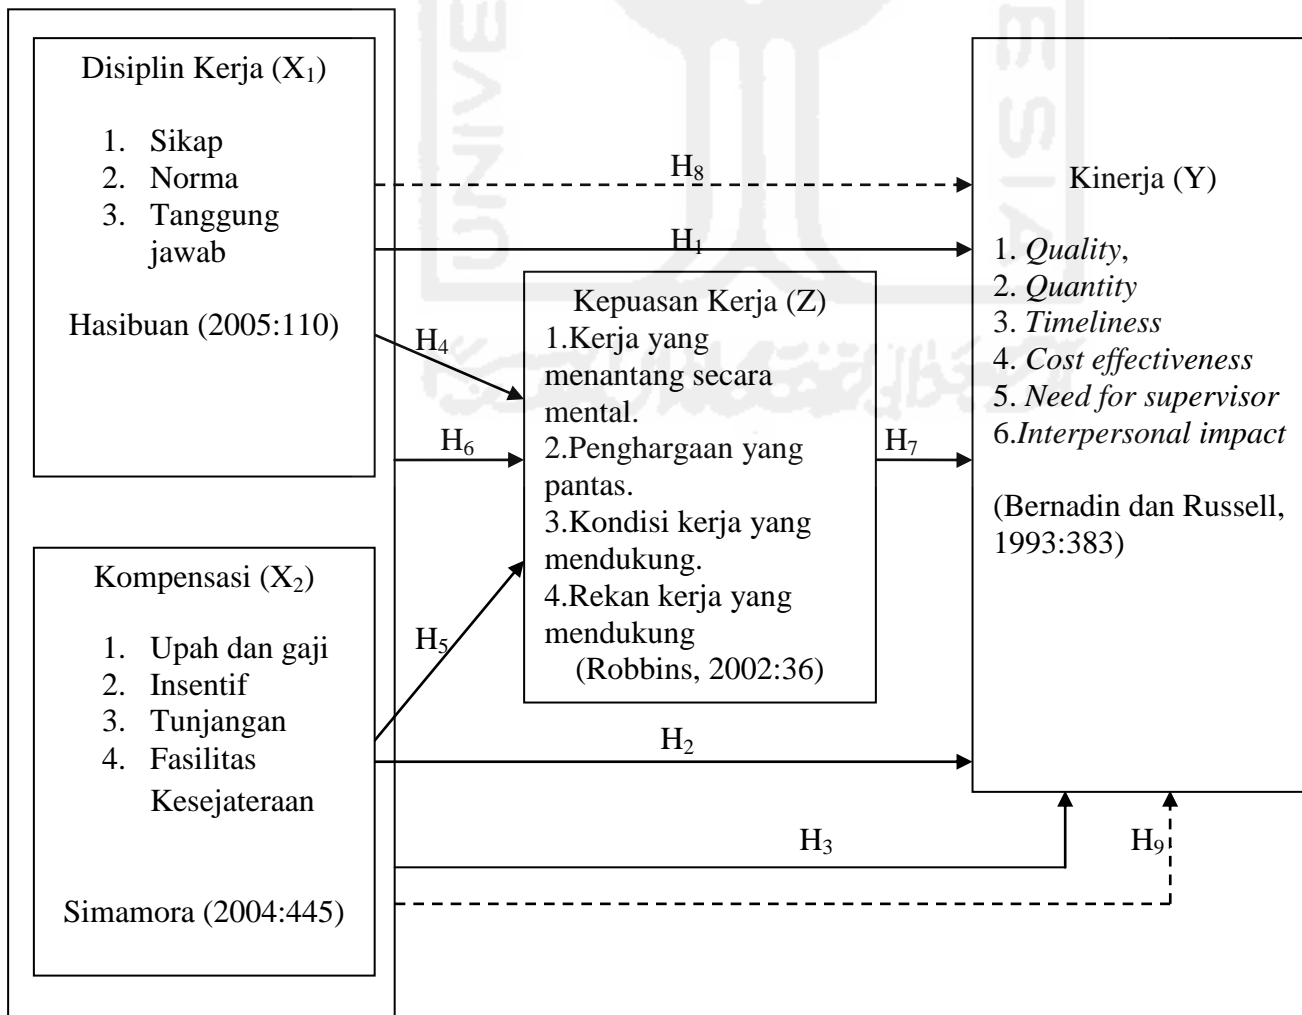 Disiplin Kerja (X₁)
1. Sikap
2. Norma
3. Tanggung
jawab
Hasibuan (2005:110)
Kompensasi (X₂)
1. Upah dan gaji
2. Insentif
3. Tunjangan
4. Fasilitas
Kesejateraan
Simamora (2004:445)
H₈
H₁
H₄
H₆
H₅
Kepuasan Kerja (Z)
1.Kerja yang
menantang secara
mental.
2.Penghargaan yang
pantas.
3.Kondisi kerja yang
mendukung.
4.Rekan kerja yang
mendukung
(Robbins, 2002:36)
H₇
H₂
H₃
H₉
Kinerja (Y)
1. Quality,
2. Quantity
3. Timeliness
4. Cost effectiveness
5. Need for supervisor
6.Interpersonal impact
(Bernadin dan Russell,
1993:383)